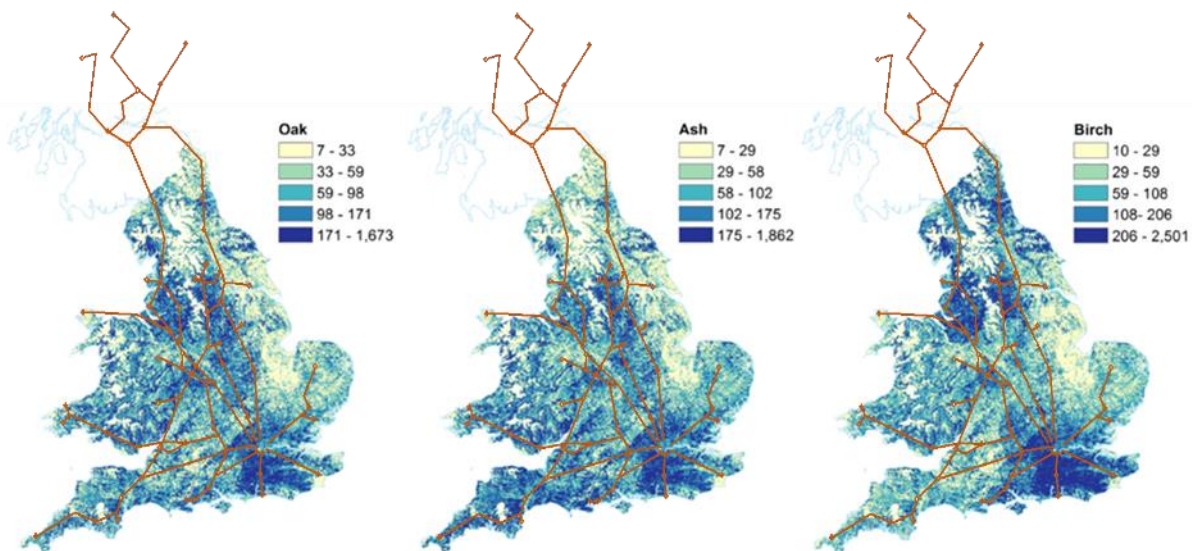 Oak
7 - 33
33 - 59
59 - 98
98 - 171
171 - 1,673
Ash
7 - 29
29 - 58
58 - 102
102 - 175
175 - 1,862
Birch
10 - 29
29 - 59
59 - 108
108- 206
206 - 2,501